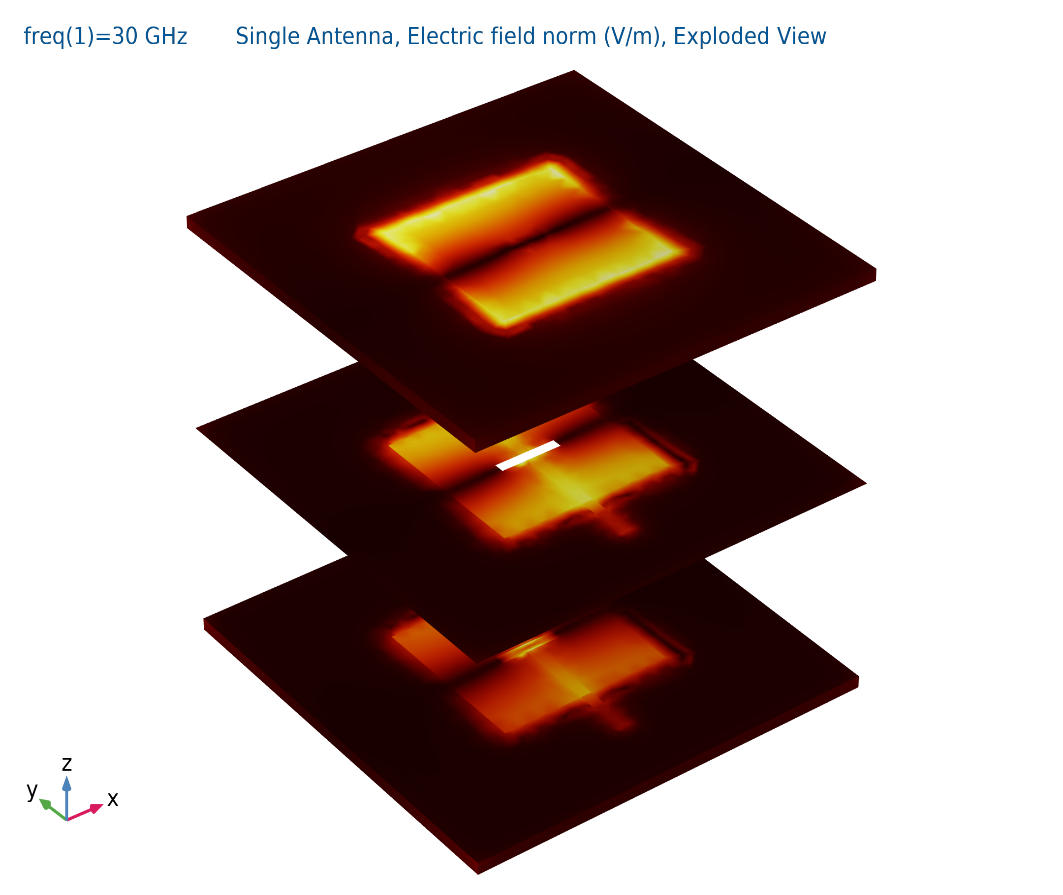 freq(1)=30 GHz Single Antenna, Electric field norm (V/m), Exploded View
z
y
x